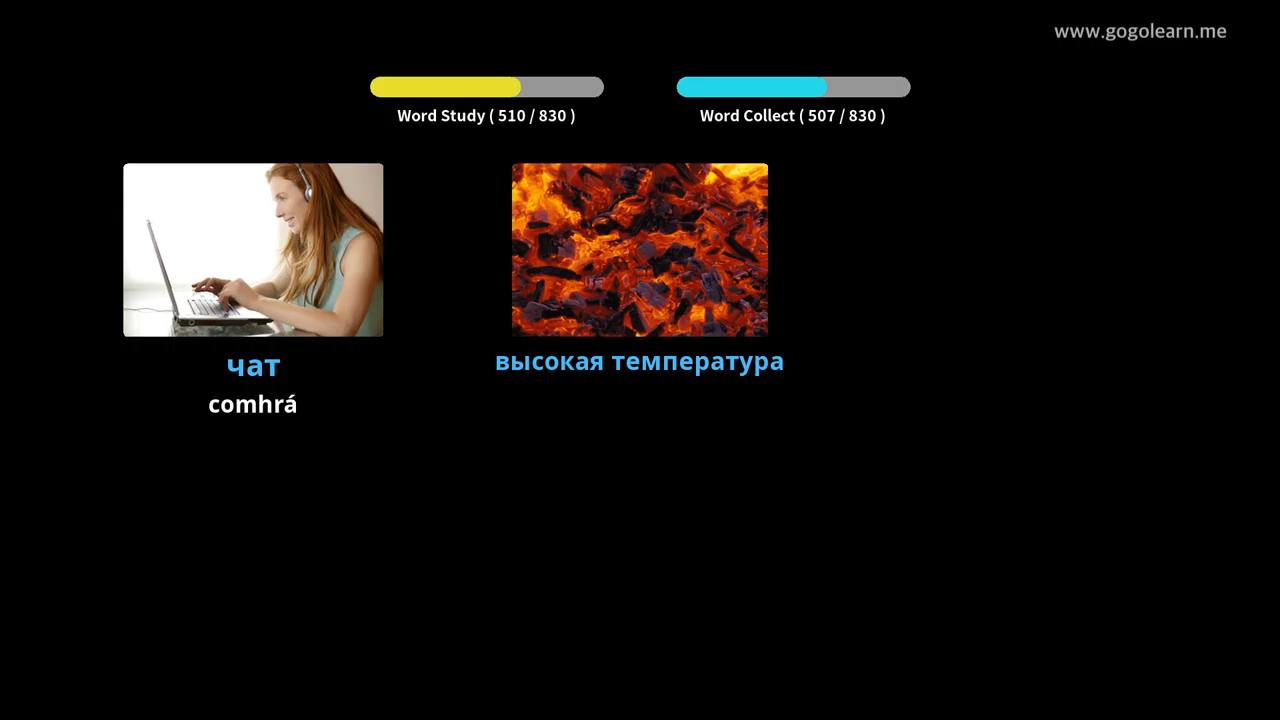 www.gogolearn.me
Word Study ( 510 / 830 )
Word Collect ( 507 / 830 )
чат
comhrá
высокая температура